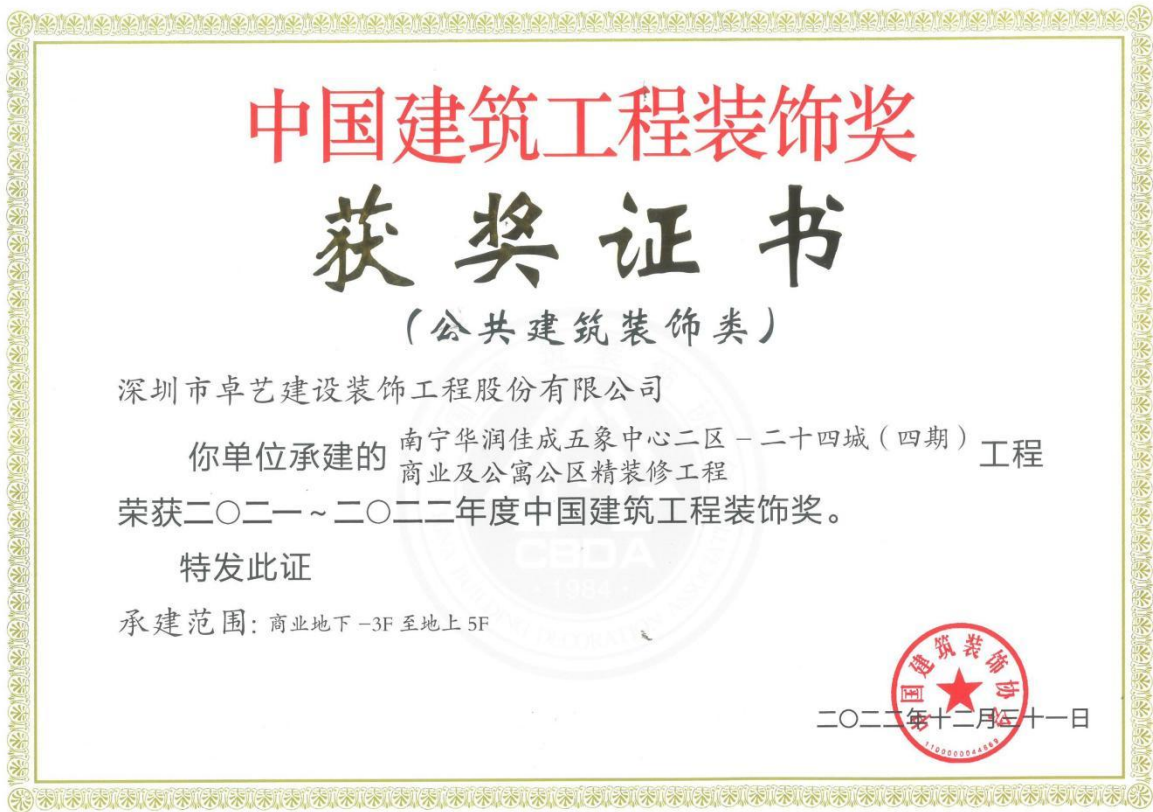 中国建筑工程装饰奖
获奖证书
(公共建筑装饰类)
深圳市卓艺建设装饰工程股份有限公司
你单位承建的 南宁华润佳成五象中心二区－二十四城（四期） 工程
商业及公寓公区精装修工程
荣获二〇二一~二〇二二年度中国建筑工程装饰奖。
特发此证
承建范围: 商业地下 -3F 至地上 5F
中国建筑装饰协会
二〇二二年十二月三十一日
CBDA
·1984·